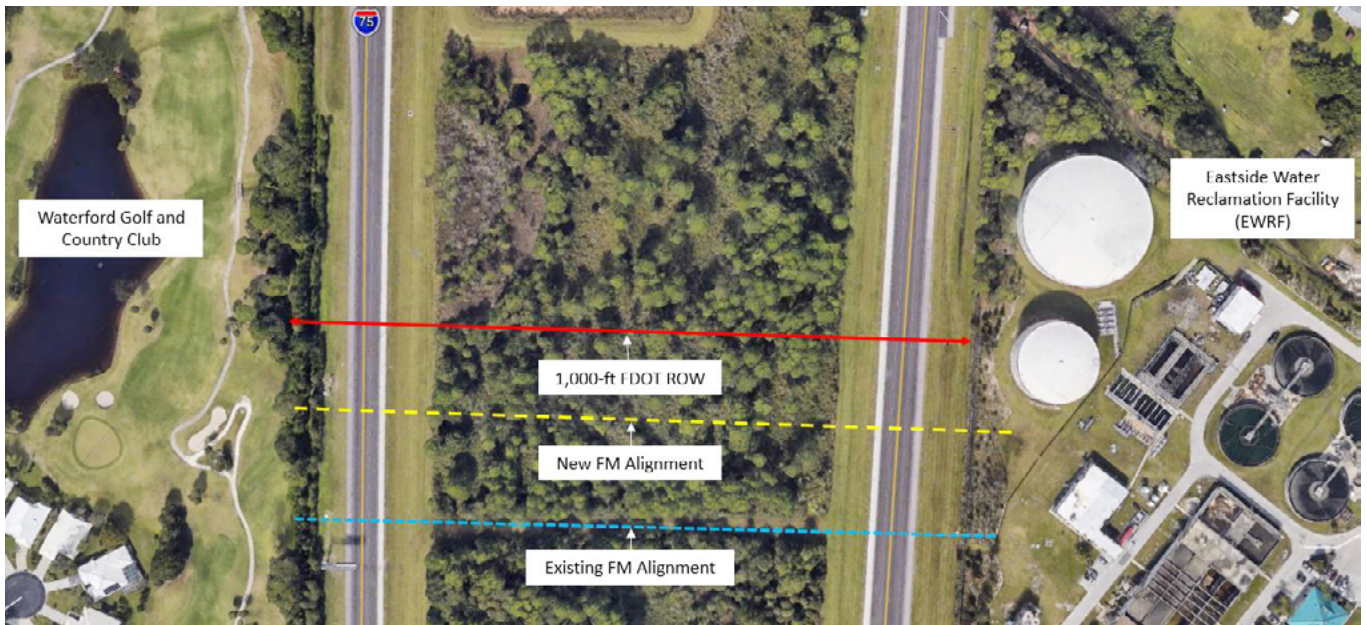 75
Waterford Golf and
Country Club
Eastside Water
Reclamation Facility
(EWRF)
1,000-ft FDOT ROW
New FM Alignment
Existing FM Alignment